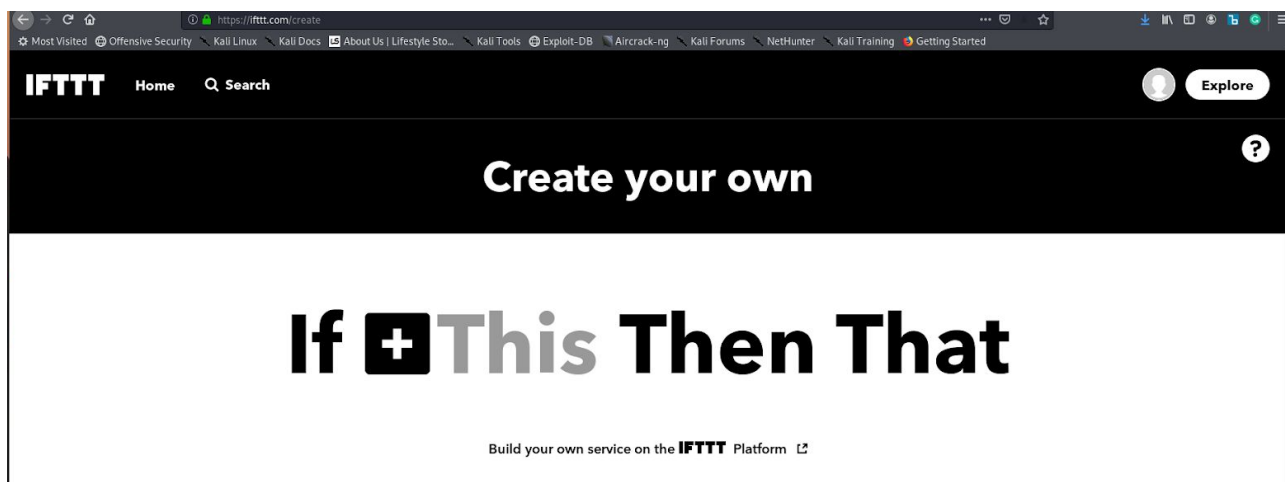 https://ifttt.com/create
Most Visited Offensive Security Kali Linux Kali Docs LS About Us | Lifestyle Sto... Kali Tools Exploit-DB Aircrack-ng Kali Forums NetHunter Kali Training Getting Started
IFTTT Home Search Explore
?
Create your own
If + This Then That
Build your own service on the IFTTT Platform